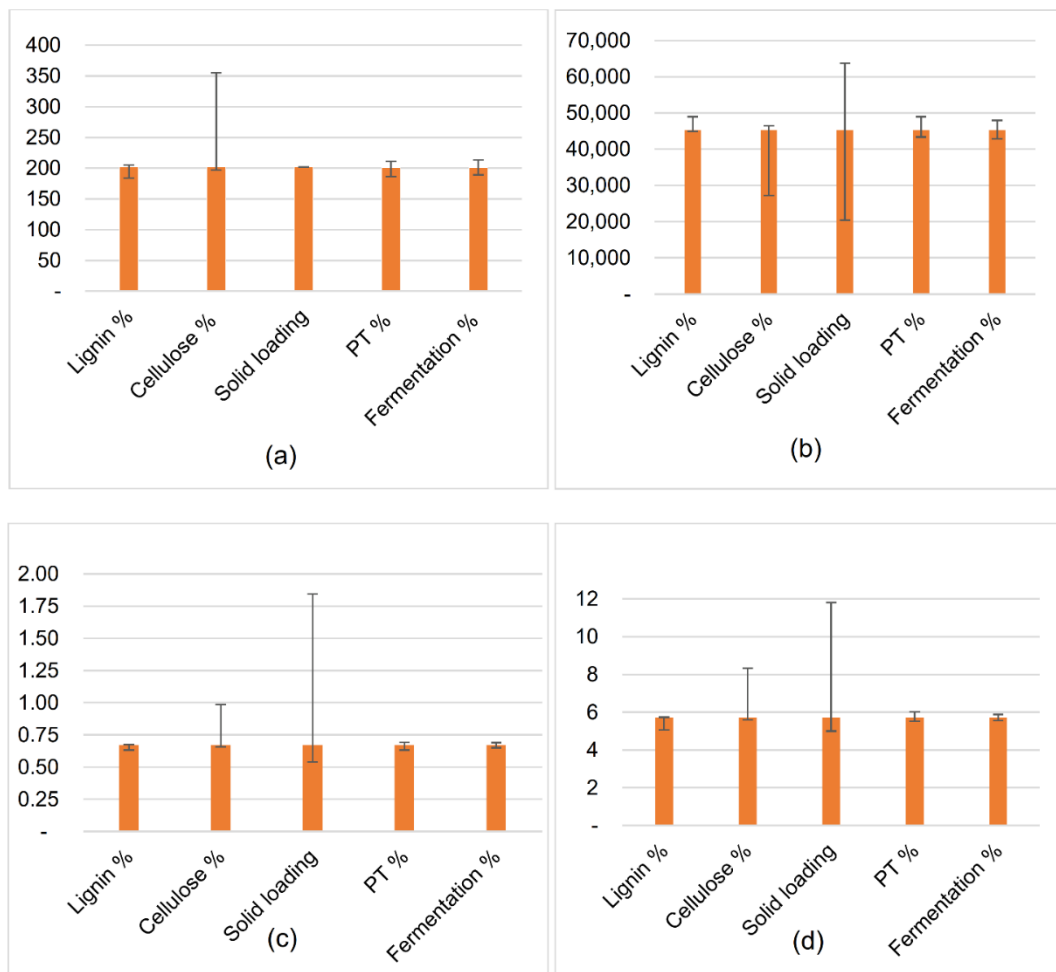 400
350
300
250
200
150
100
50
-
Lignin %
Cellulose %
Solid loading
PT %
Fermentation %
(a)
70,000
60,000
50,000
40,000
30,000
20,000
10,000
-
Lignin %
Cellulose %
Solid loading
PT %
Fermentation %
(b)
2.00
1.75
1.50
1.25
1.00
0.75
0.50
0.25
-
Lignin %
Cellulose %
Solid loading
PT %
Fermentation %
(c)
12
10
8
6
4
2
-
Lignin %
Cellulose %
Solid loading
PT %
Fermentation %
(d)